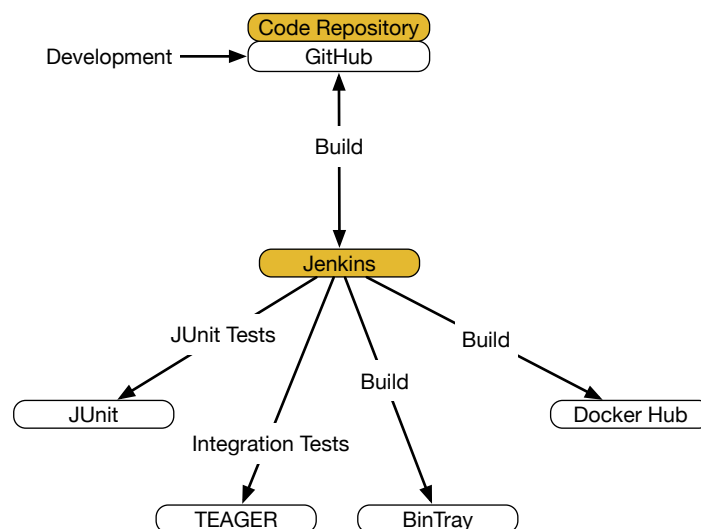 Code Repository
Development
GitHub
Build
Jenkins
JUnit Tests
Build
Build
JUnit
Docker Hub
Integration Tests
TEAGER
BinTray